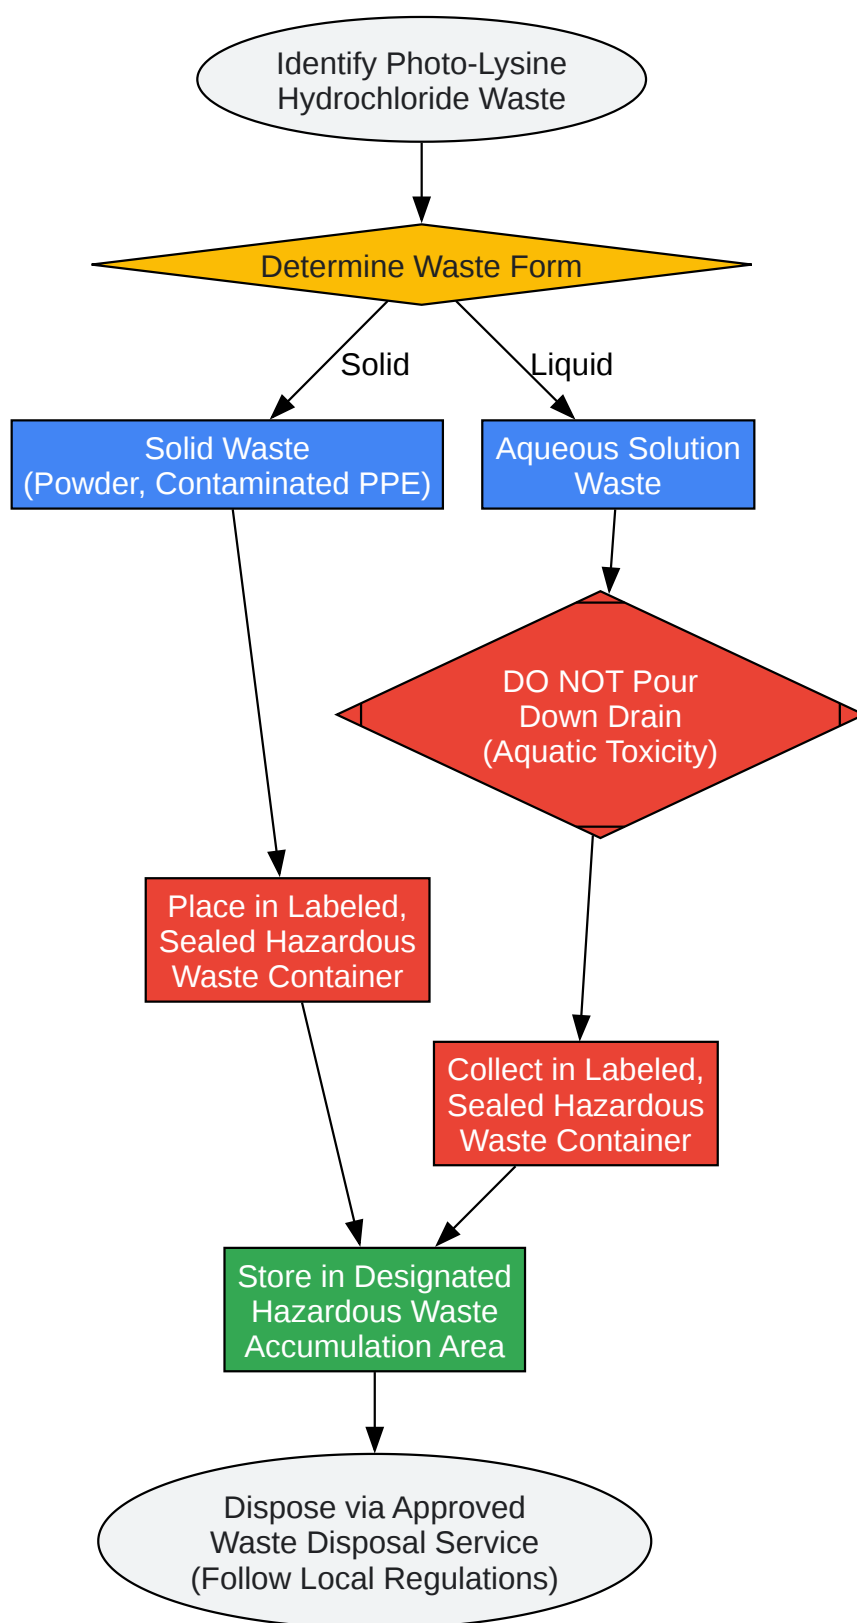 Identify Photo-Lysine
Hydrochloride Waste
Determine Waste Form
Solid
Liquid
Solid Waste
(Powder, Contaminated PPE)
Aqueous Solution
Waste
DO NOT Pour
Down Drain
(Aquatic Toxicity)
Place in Labeled,
Sealed Hazardous
Waste Container
Collect in Labeled,
Sealed Hazardous
Waste Container
Store in Designated
Hazardous Waste
Accumulation Area
Dispose via Approved
Waste Disposal Service
(Follow Local Regulations)